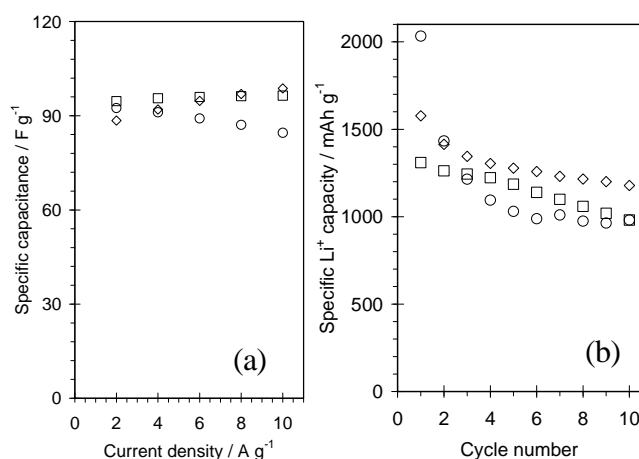 120
90
60
30
0
0 2 4 6 8 10
Specific capacitance / F g⁻¹
Current density / A g⁻¹
(a)
2000
1500
1000
500
0
0 2 4 6 8 10
Specific Li⁺ capacity / mAh g⁻¹
Cycle number
(b)